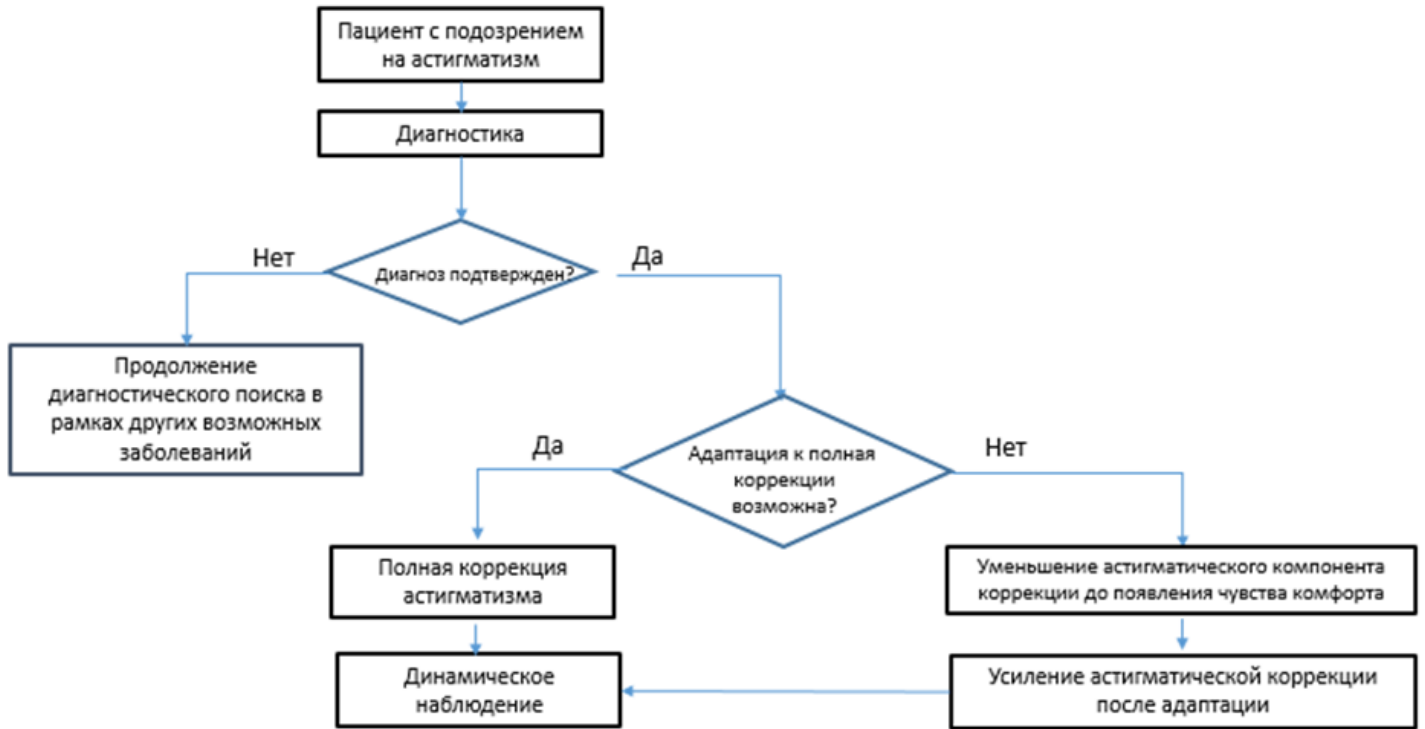 Пациент с подозрением
на астигматизм
Диагностика
Нет
Диагноз подтвержден?
Да
Продолжение
диагностического поиска в
рамках других возможных
заболеваний
Да
Адаптация к полная
коррекции
возможна?
Нет
Полная коррекция
астигматизма
Уменьшение астигматического компонента
коррекции до появления чувства комфорта
Динамическое
наблюдение
Усиление астигматической коррекции
после адаптации